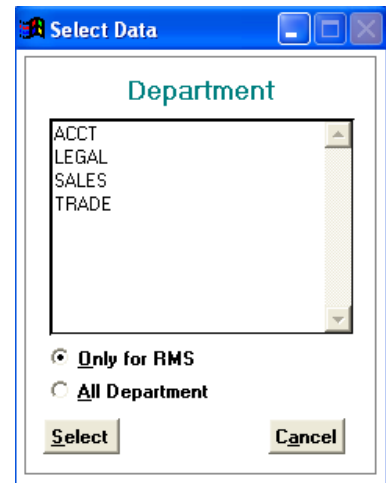 Select Data
Department
ACCT
LEGAL
SALES
TRADE
Only for RMS
All Department
Select
Cancel